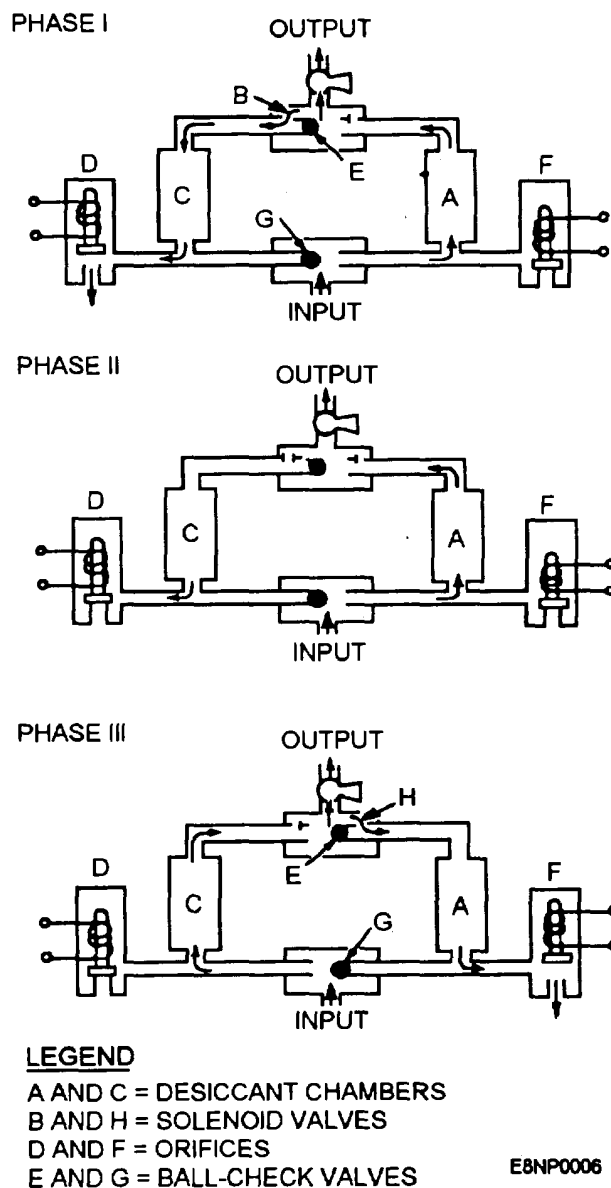 PHASE I
OUTPUT
B
D
E
F
C
A
G
INPUT
PHASE II
OUTPUT
D
F
C
A
INPUT
PHASE III
OUTPUT
H
D
E
F
C
A
G
INPUT
LEGEND
A AND C = DESICCANT CHAMBERS
B AND H = SOLENOID VALVES
D AND F = ORIFICES
E AND G = BALL-CHECK VALVES
E8NP0006